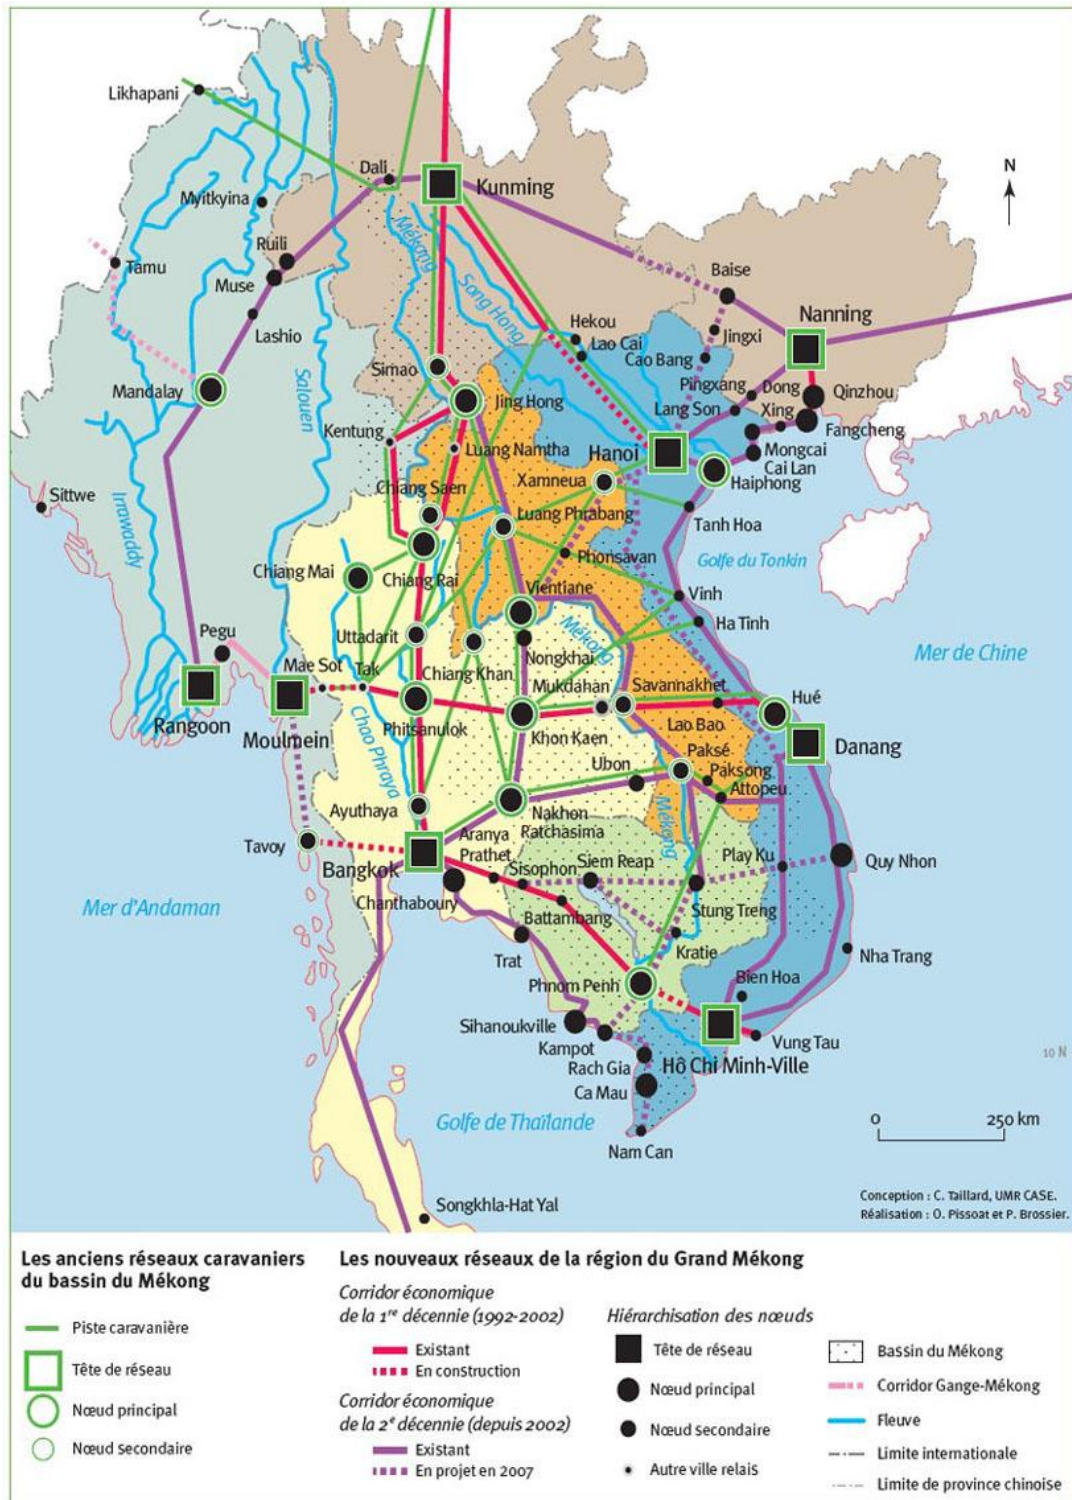 Likhapani
Dali
Kunming
N
Myitkyina
Mékong
Ruili
Tamu
Muse
Song Hong
Baise
Nanning
Lashio
Hekou
Lao Cai
Jingxi
Cao Bang
Simao
Salouen
Pingxang
Dong
Xing
Qinzhou
Mandalay
Jing Hong
Lang Son
Fangcheng
Kentung
Luang Namtha
Hanoi
Mongcai
Cai Lan
Xamneua
Haiphong
Chiang Saen
Sittwe
Irrawaddy
Luang Phrabang
Tanh Hoa
Phonsavan
Golfe du Tonkin
Chiang Mai
Chiang Rai
Vientiane
Vinh
Ha Tinh
Pegu
Uttadarit
Mékong
Mer de Chine
Mae Sot
Tak
Chiang Khan
Nongkhai
Mukdahan
Savannakhet
Hué
Rangoon
Moulmein
Phitsanulok
Khon Kaen
Lao Bao
Danang
Chao Phraya
Ubon
Paksé
Paksong
Attopeu
Ayuthaya
Nakhon
Ratchasima
Mékong
Tavoy
Bangkok
Aranya
Prathet
Sisophon
Siem Reap
Play Ku
Quy Nhon
Mer d'Andaman
Chanthaboury
Battambang
Stung Treng
Trat
Kratie
Nha Trang
Phnom Penh
Bien Hoa
Sihanoukville
Vung Tau
Kampot
Rach Gia
Hô Chi Minh-Ville
10 N
Ca Mau
Golfe de Thaïlande
0 250 km
Nam Can
Songkhla-Hat Yal
Conception : C. Taillard, UMR CASE.
Réalisation : O. Pissoat et P. Brossier.
Les anciens réseaux caravaniers
du bassin du Mékong
Piste caravanière
Tête de réseau
Nœud principal
Nœud secondaire
Les nouveaux réseaux de la région du Grand Mékong
Corridor économique
de la 1re décennie (1992-2002)
Existant
En construction
Corridor économique
de la 2e décennie (depuis 2002)
Existant
En projet en 2007
Hiérarchisation des nœuds
Tête de réseau
Nœud principal
Nœud secondaire
Autre ville relais
Bassin du Mékong
Corridor Gange-Mékong
Fleuve
Limite internationale
Limite de province chinoise